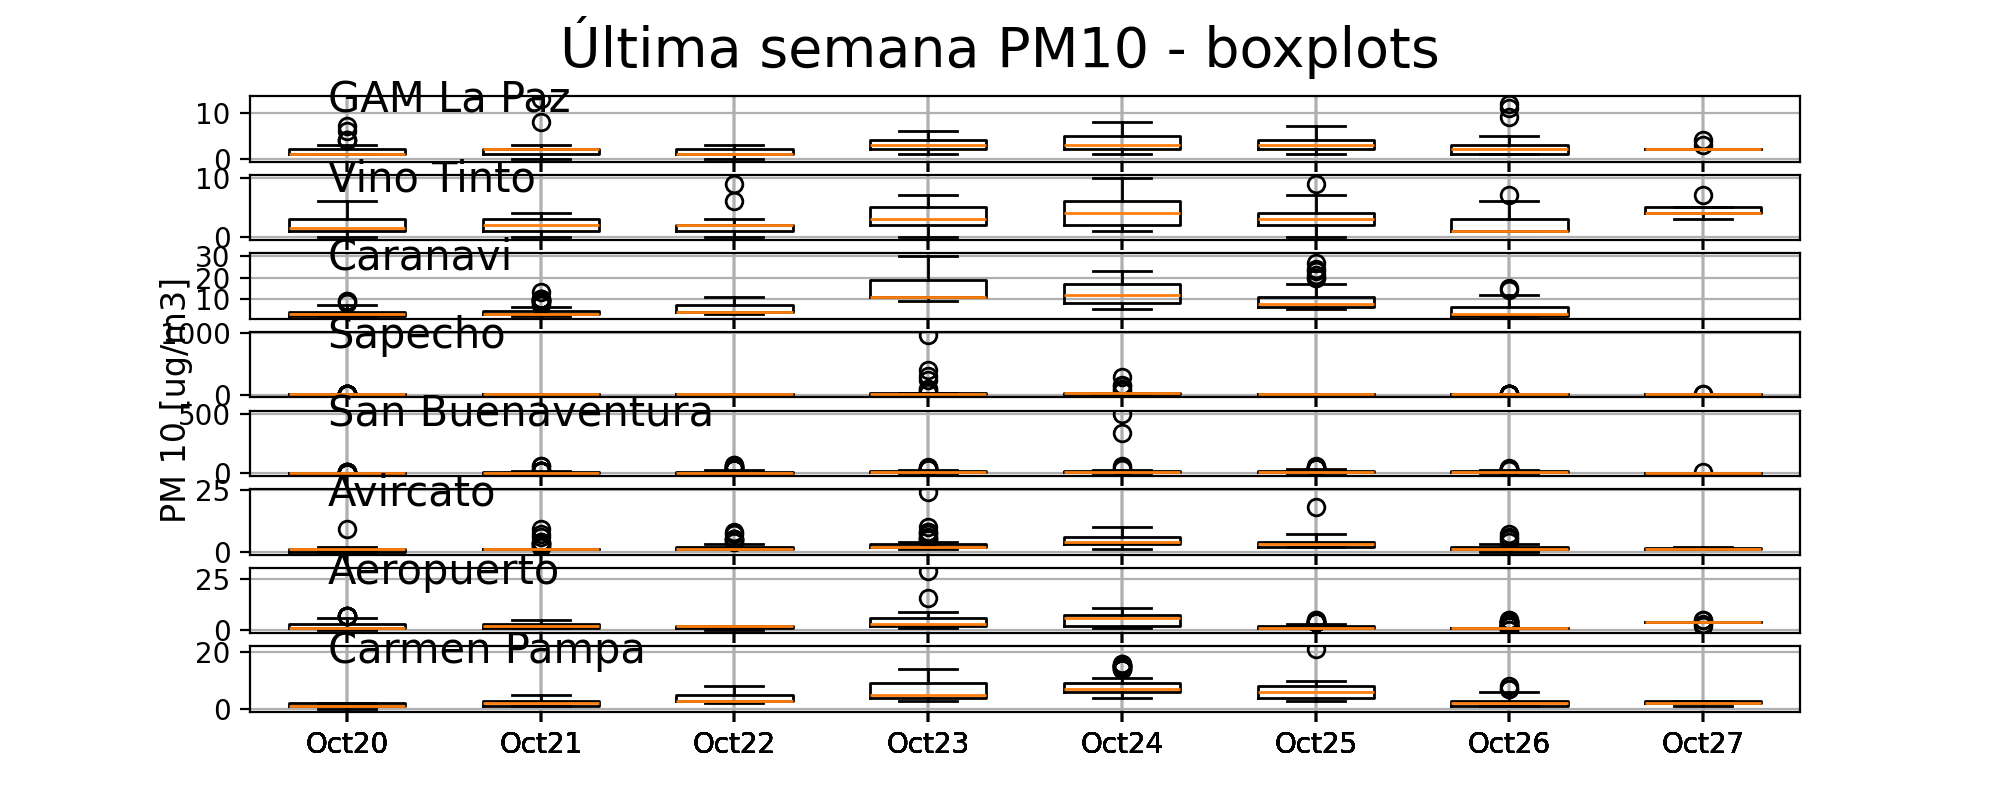 Última semana PM10 - boxplots
GAM La Paz
10
0
Vino Tinto
10
0
Caranavi
30
20
10
Sapecho
1000
0
San Buenaventura
500
0
Avircato
25
0
Aeropuerto
25
0
Carmen Pampa
20
0
PM 10 [ug/m3]
Oct20 Oct21 Oct22 Oct23 Oct24 Oct25 Oct26 Oct27